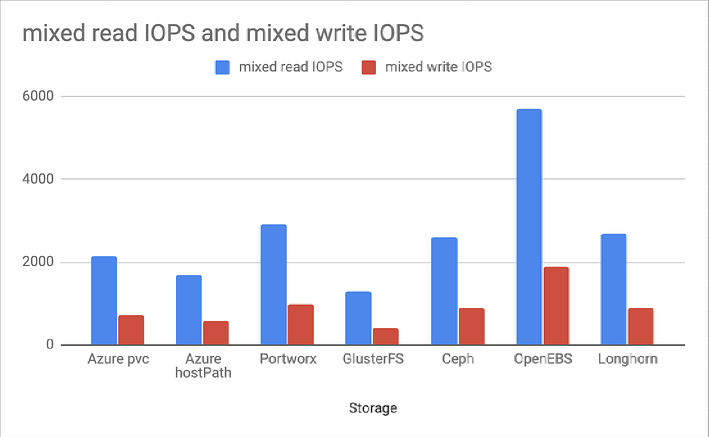 mixed read IOPS and mixed write IOPS
mixed read IOPS mixed write IOPS
6000
4000
2000
0
Azure pvc Azure hostPath Portworx GlusterFS Ceph OpenEBS Longhorn
Storage